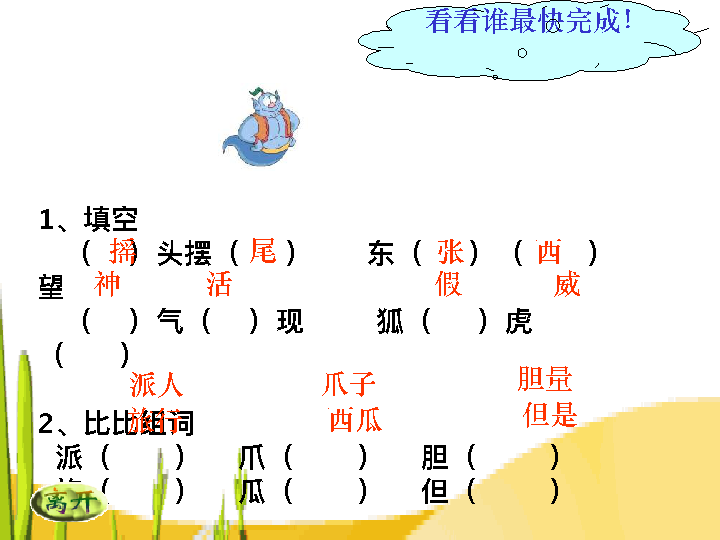 看看谁最快完成！
1、填空
（摇）头摆（尾） 东（张）（西）
望 神 活 假 威
（ ）气（ ）现 狐（ ）虎
（ ）
派人 爪子 胆量
旅行 西瓜 但是
2、比比组词
派（ ） 爪（ ） 胆（ ）
（ ） 瓜（ ） 但（ ）
离开